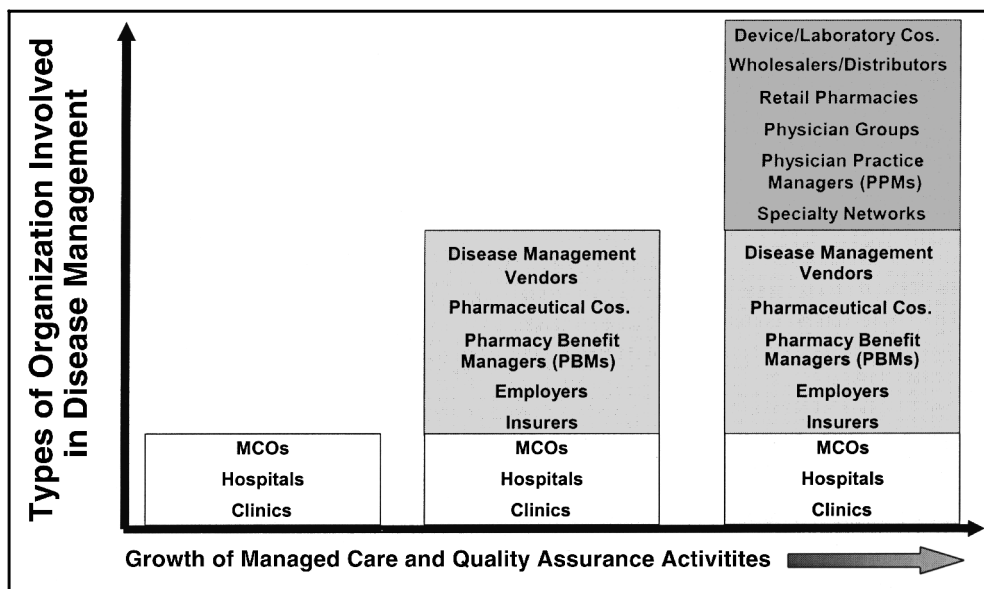 Types of Organization Involved
in Disease Management
MCOs
Hospitals
Clinics
Disease Management
Vendors
Pharmaceutical Cos.
Pharmacy Benefit
Managers (PBMs)
Employers
Insurers
MCOs
Hospitals
Clinics
Device/Laboratory Cos.
Wholesalers/Distributors
Retail Pharmacies
Physician Groups
Physician Practice
Managers (PPMs)
Specialty Networks
Disease Management
Vendors
Pharmaceutical Cos.
Pharmacy Benefit
Managers (PBMs)
Employers
Insurers
MCOs
Hospitals
Clinics
Growth of Managed Care and Quality Assurance Activitites